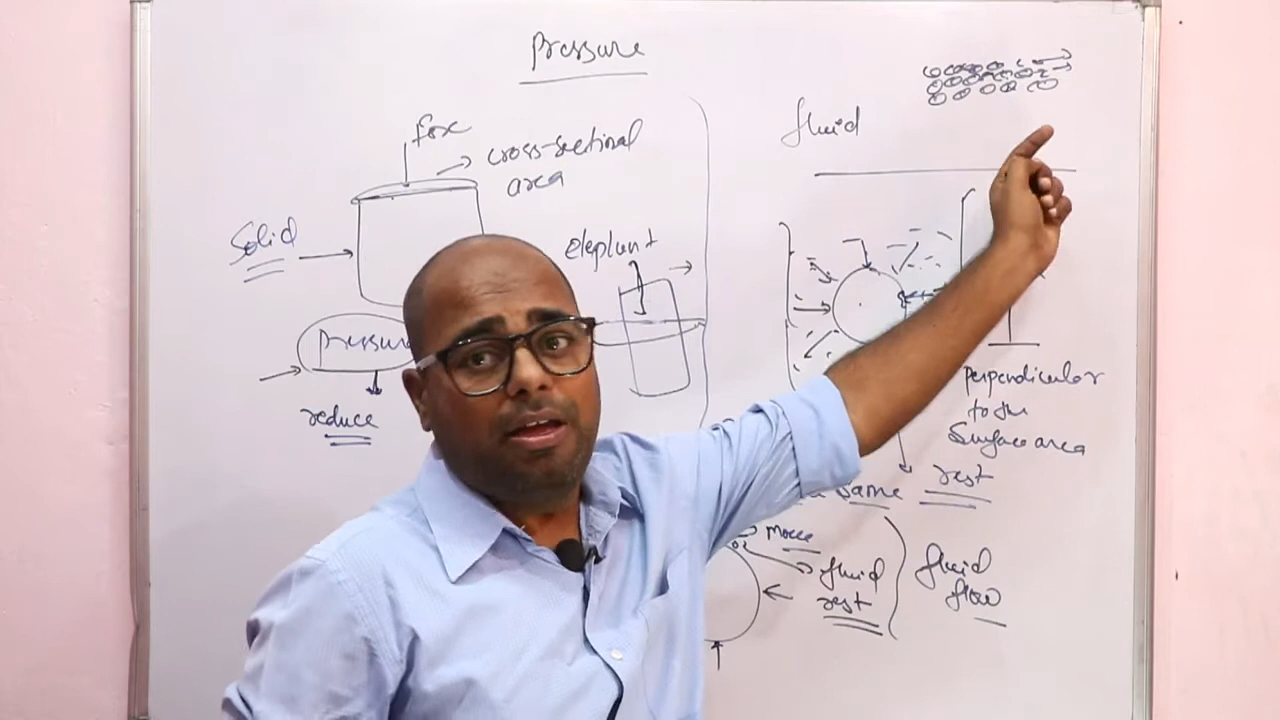 Pressure
force
cross-sectional
area
Solid
elephant
Pressure
reduce
fluid
perpendicular
to the
Surface area
same rest
move
fluid
rest
fluid
flow